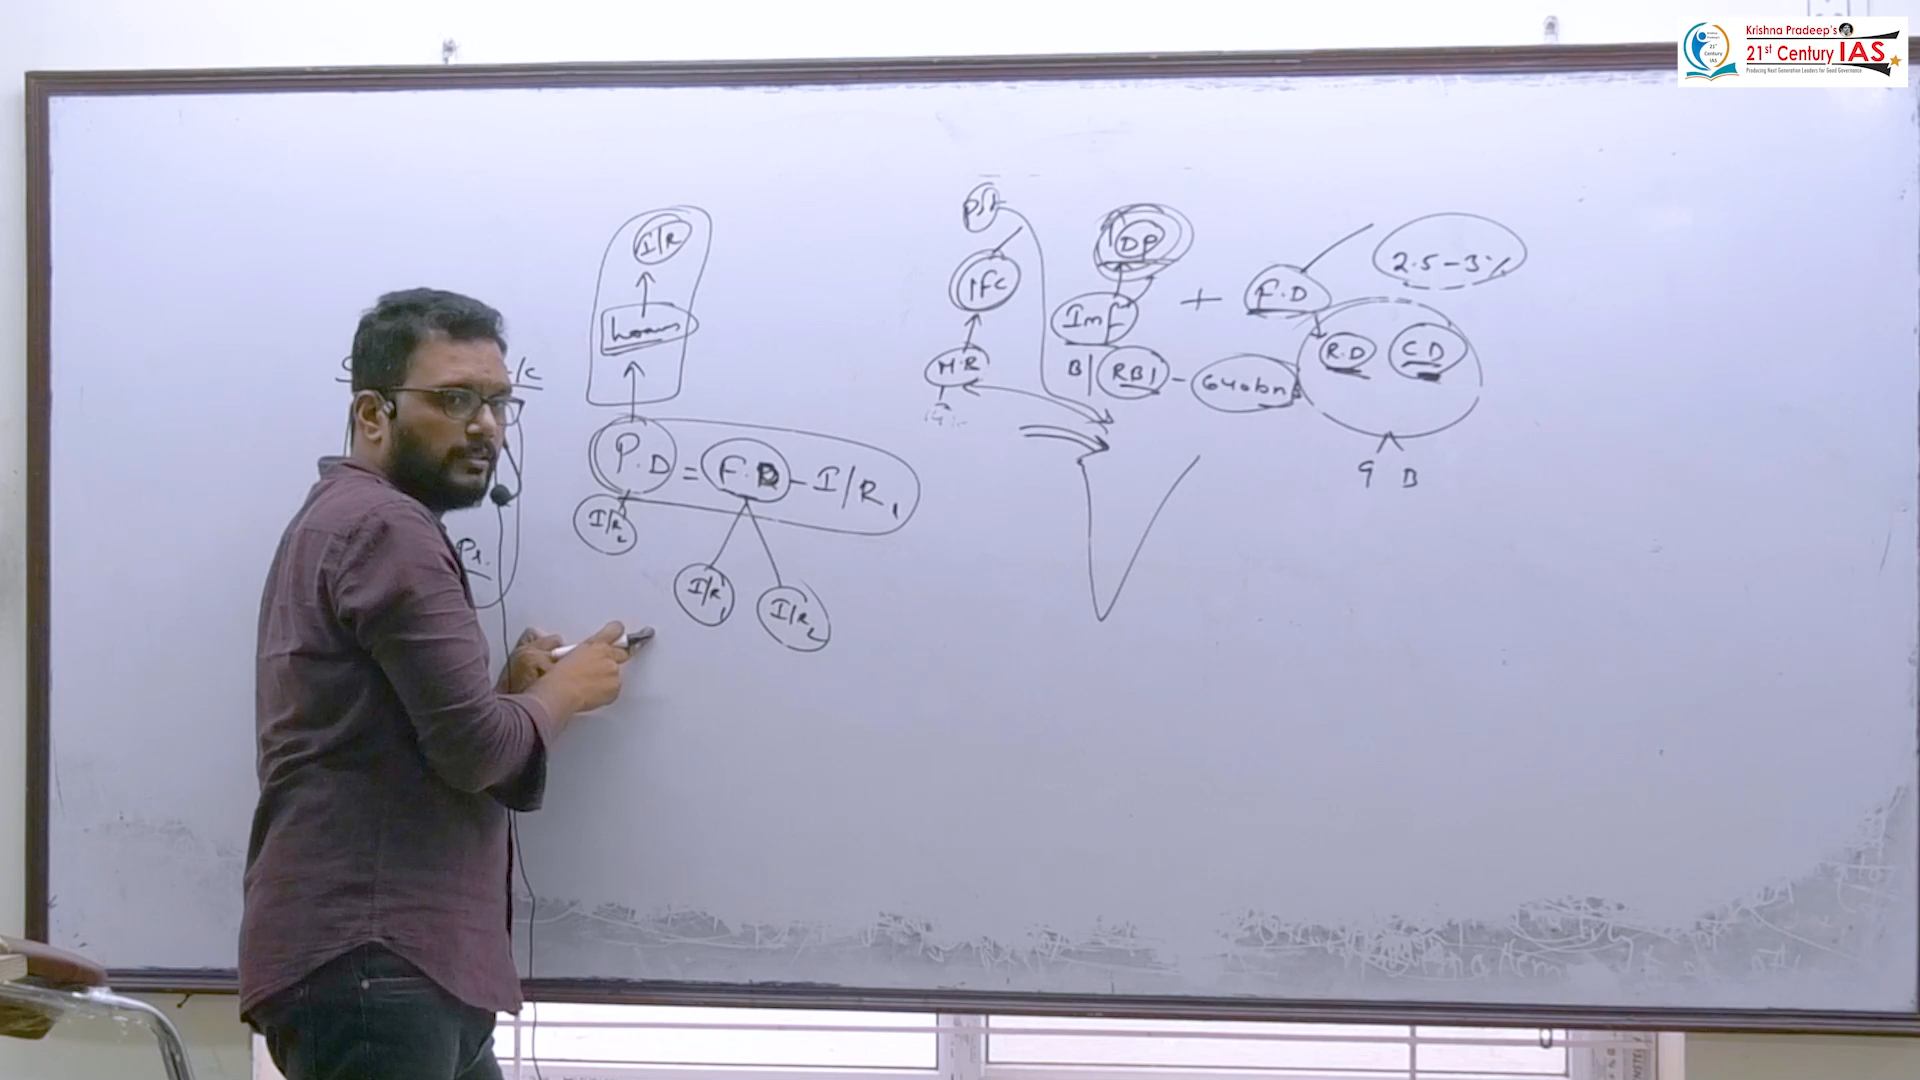 Krishna Pradeep's
21st Century IAS
Producing Next Generation Leaders for Good Governance
I/R
loans
P.D = F.D - I/R1
I/R2
I/R1
I/R2
Pr.
/c
IFC
M.R
DP
Imf + F.D
2.5-3%
B| RBI - 640bn
R.D
C D
G B